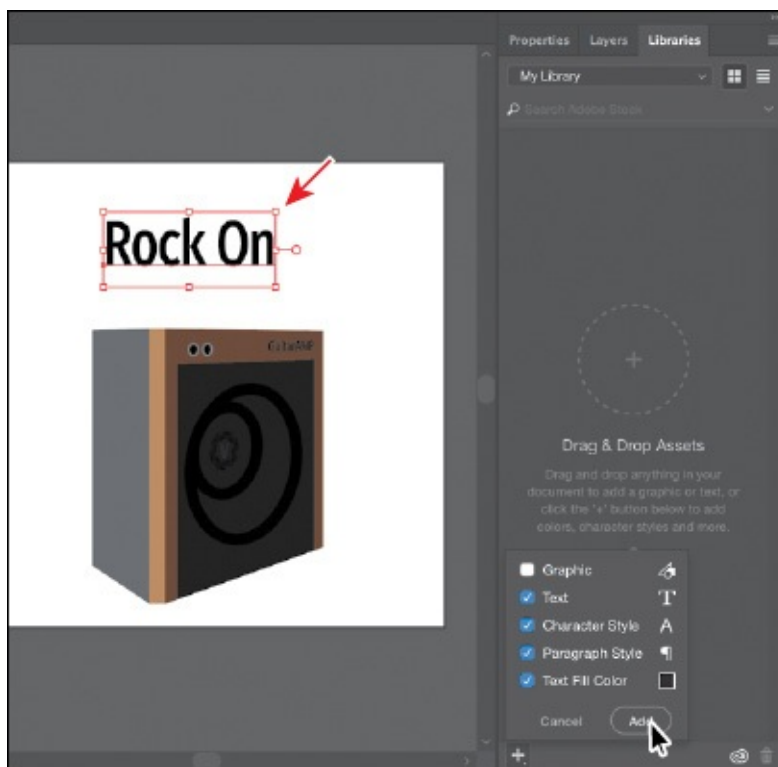 Properties Layers Libraries
My Library
Search Adobe Stock
Rock On
GuitarAMP
Drag & Drop Assets
Drag and drop anything in your
document to add a graphic or text, or
click the '+' button below to add
colors, character styles and more.
Graphic
Text
Character Style
Paragraph Style
Text Fill Color
Cancel Add